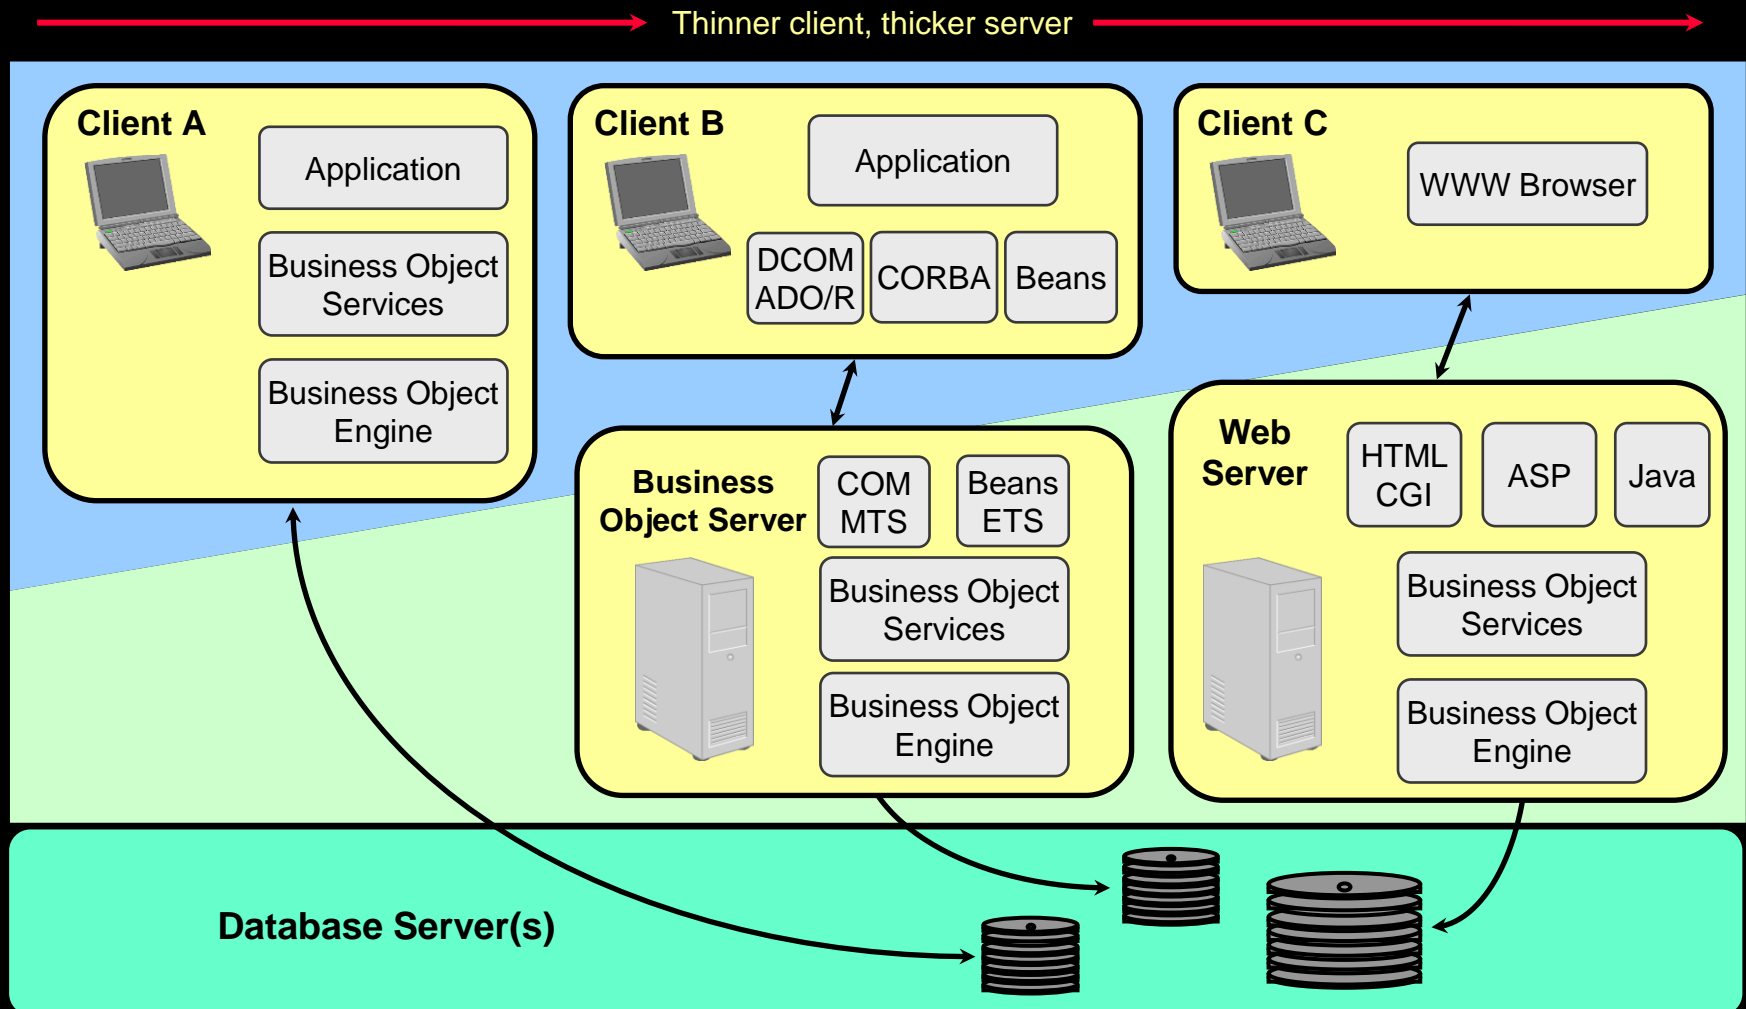 Thinner client, thicker server
Client A
Application
Business Object
Services
Business Object
Engine
Client B
Application
DCOM
ADO/R
CORBA
Beans
Client C
WWW Browser
Business
Object Server
COM
MTS
Beans
ETS
Business Object
Services
Business Object
Engine
Web
Server
HTML
CGI
ASP
Java
Business Object
Services
Business Object
Engine
Database Server(s)